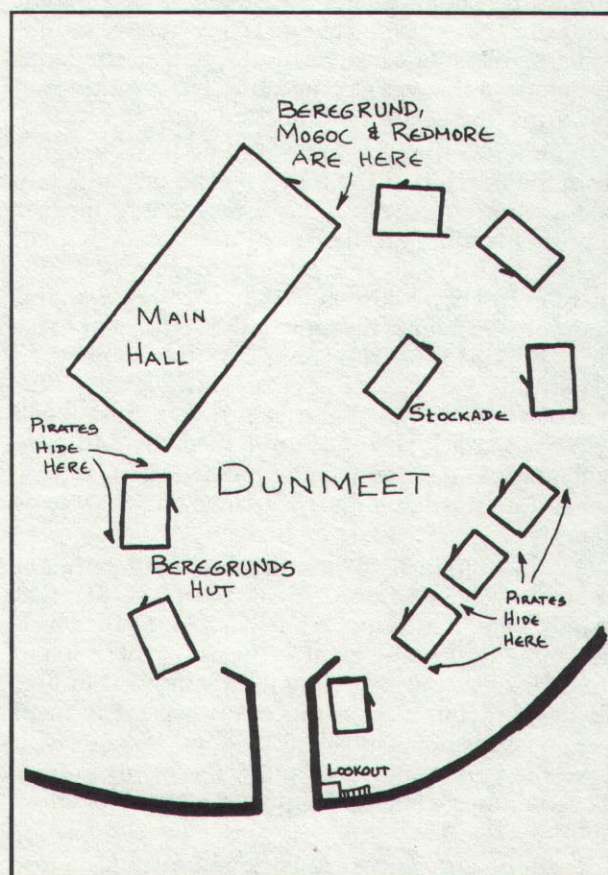 BEREGRUND,
MOGOC & REDMORE
ARE HERE
MAIN
HALL
STOCKADE
PIRATES
HIDE
HERE
DUNMEET
BEREGRUNDS
HUT
PIRATES
HIDE
HERE
LOOKOUT